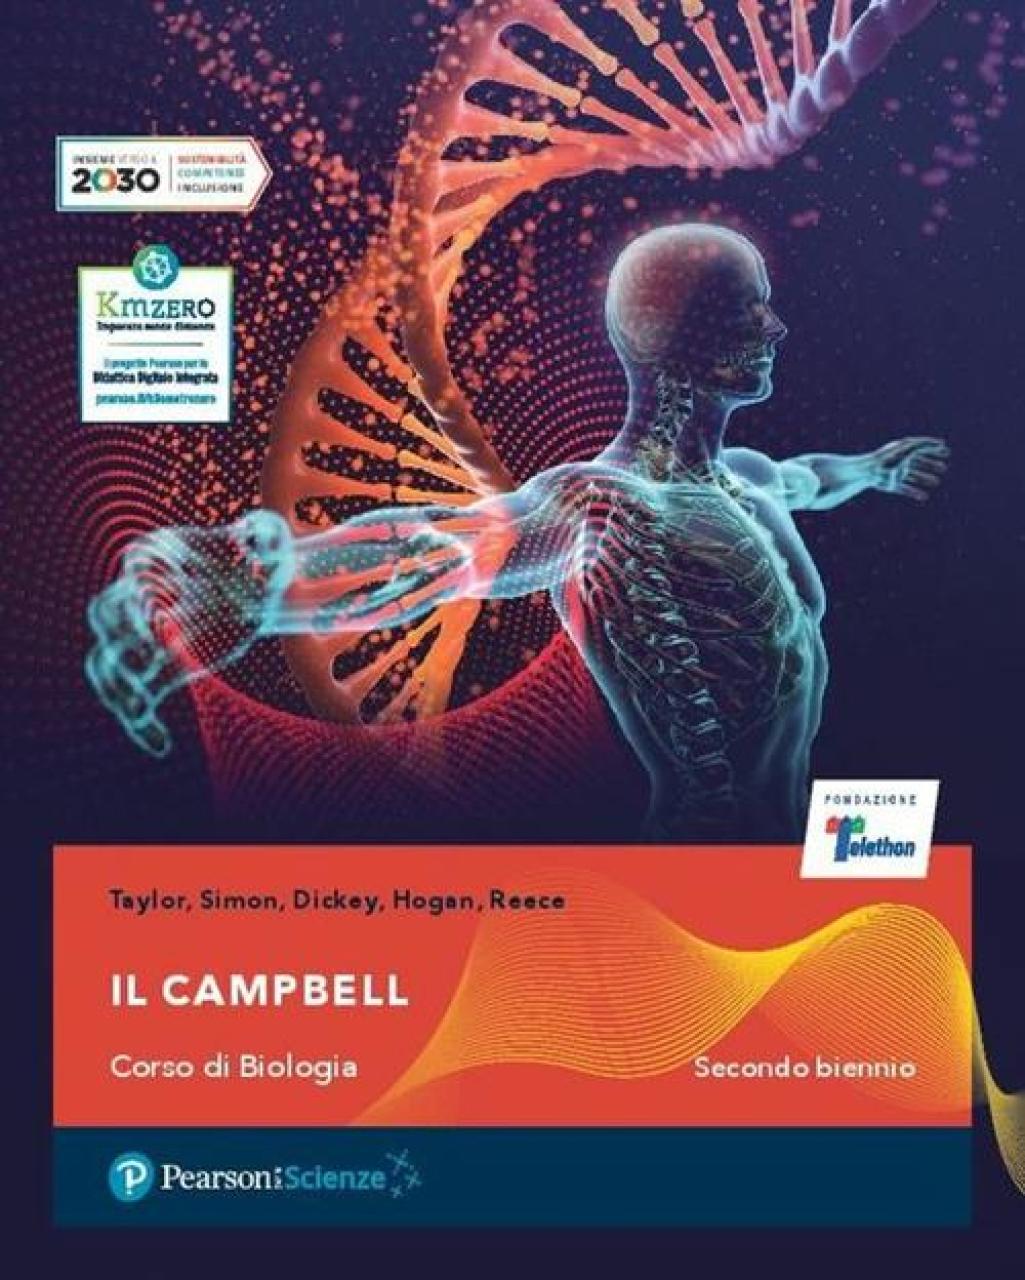 INSIEME VERSO IL
2030
SOSTENIBILITÀ
COMPETENZE
INCLUSIONE
KmZERO
Imparare senza distanze
Il progetto Pearson per la
Didattica Digitale Integrata
FONDAZIONE
Telethon
Taylor, Simon, Dickey, Hogan, Reece
IL CAMPBELL
Corso di Biologia
Secondo biennio
Pearson Scienze